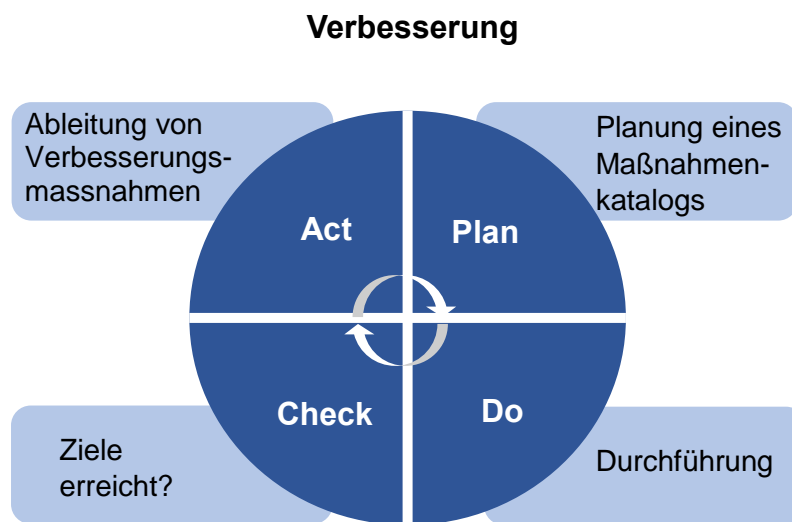 Verbesserung
Ableitung von
Verbesserungs-
massnahmen
Planung eines
Maßnahmen-
katalogs
Act
Plan
Check
Do
Ziele
erreicht?
Durchführung